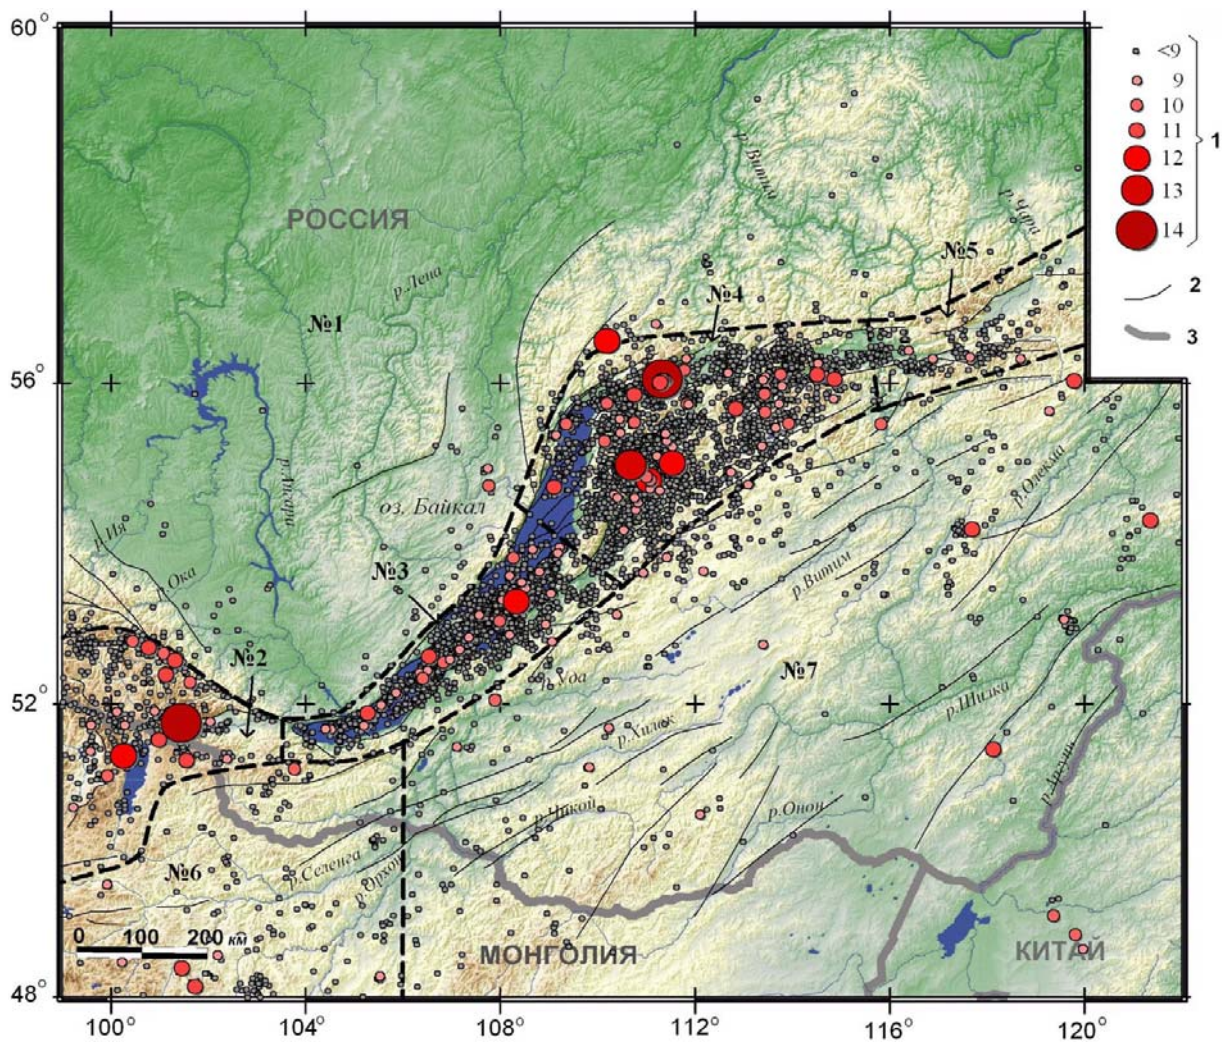 60°
<9
9
10
11
12
13
14
1
2
3
р. Витим
р. Чара
РОССИЯ
№5
р. Лена
№4
№1
56°
р. Ангара
оз. Байкал
р. Олекма
р. Ия
р. Ока
№3
р. Витим
№2
р. Уда
№7
52°
р. Шилка
р. Хилок
р. Аргунь
р. Чикой
р. Онон
р. Селенга
№6
р. Орхон
0 100 200 км
МОНГОЛИЯ
КИТАЙ
48°
100° 104° 108° 112° 116° 120°